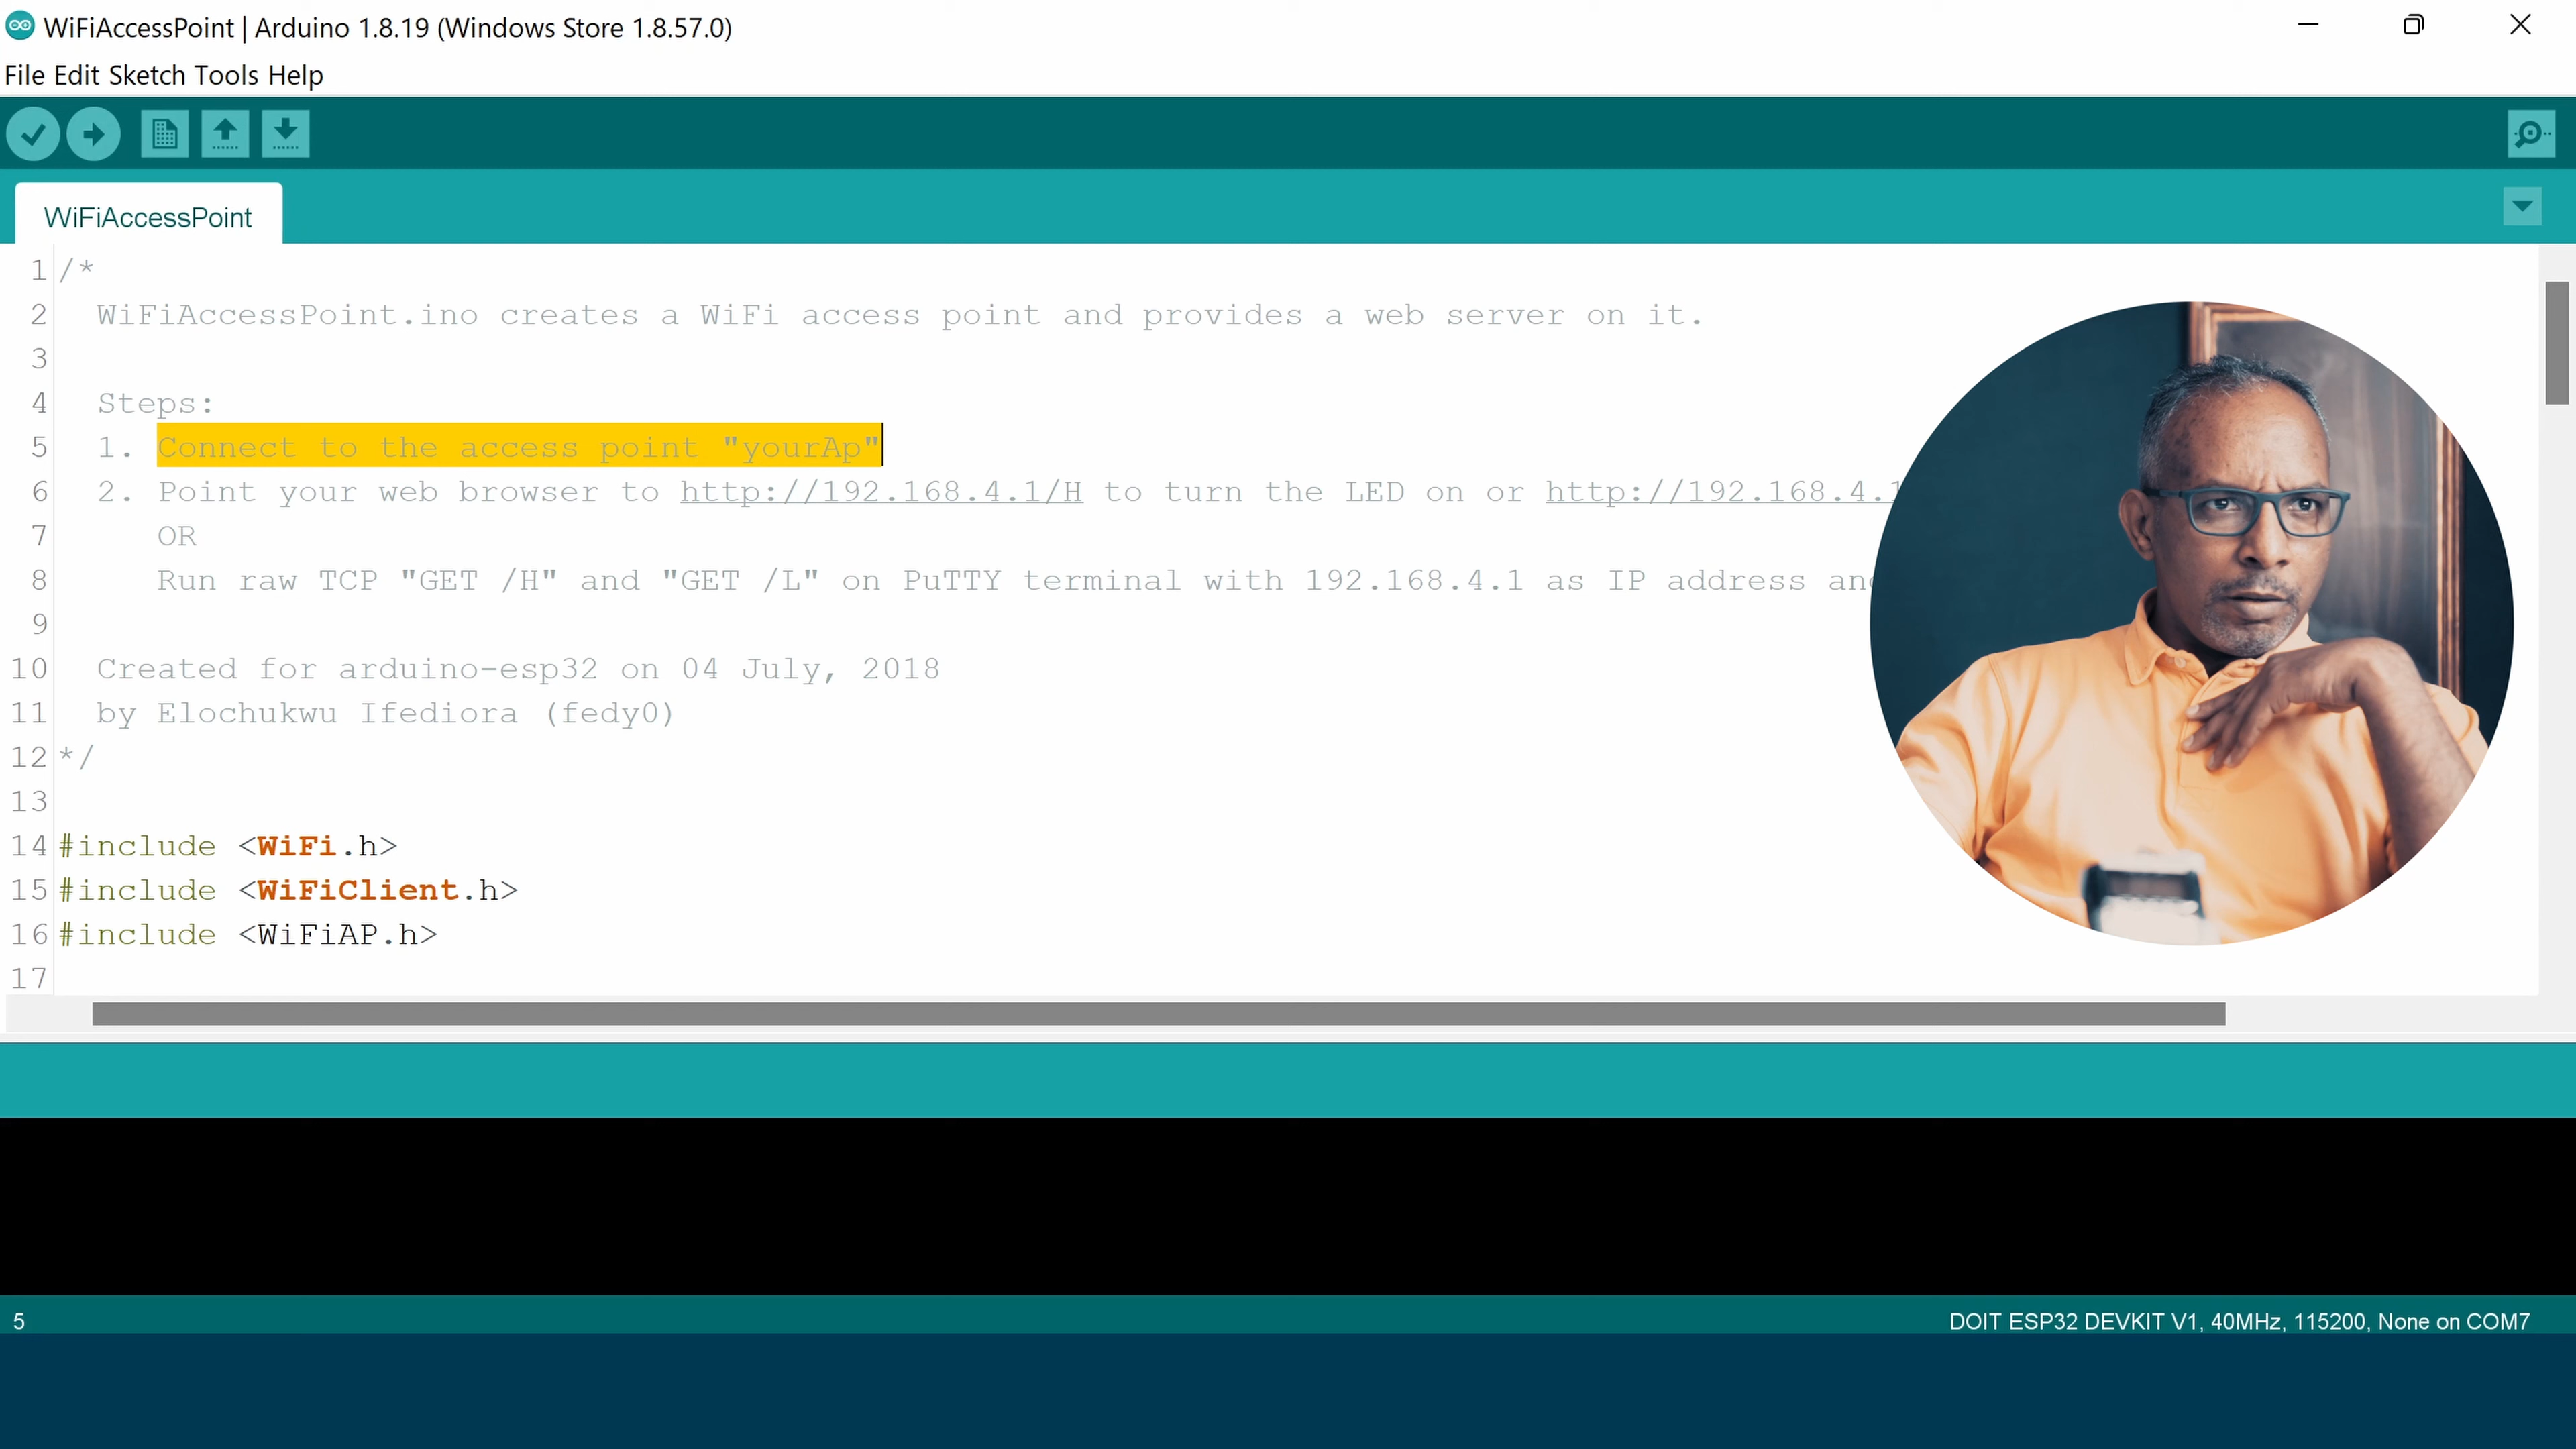 WiFiAccessPoint | Arduino 1.8.19 (Windows Store 1.8.57.0)
File Edit Sketch Tools Help
WiFiAccessPoint
1 /*
2 WiFiAccessPoint.ino creates a WiFi access point and provides a web server on it.
3
4 Steps:
5 1. Connect to the access point "yourAp"
6 2. Point your web browser to http://192.168.4.1/H to turn the LED on or http://192.168.4.1
7 OR
8 Run raw TCP "GET /H" and "GET /L" on PuTTY terminal with 192.168.4.1 as IP address and
9
10 Created for arduino-esp32 on 04 July, 2018
11 by Elochukwu Ifediora (fedy0)
12 */
13
14 #include <WiFi.h>
15 #include <WiFiClient.h>
16 #include <WiFiAP.h>
17
5 DOIT ESP32 DEVKIT V1, 40MHz, 115200, None on COM7